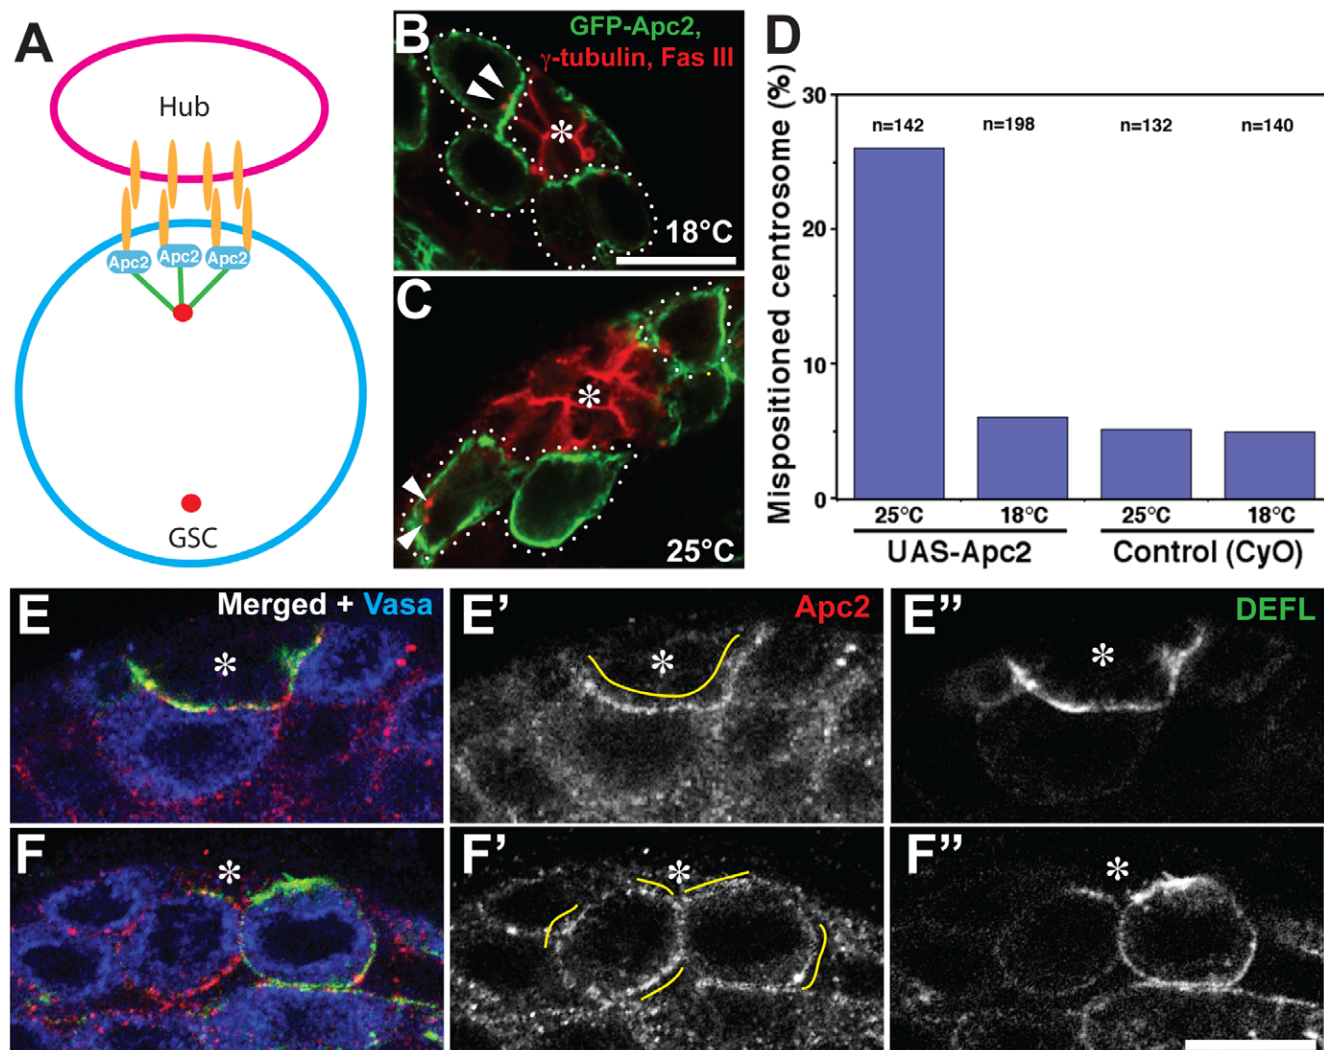 A
Hub
Apc2
Apc2
Apc2
GSC
B
GFP-Apc2,
γ-tubulin, Fas III
*
18°C
C
*
25°C
D
Mispositioned centrosome (%)
30
20
10
0
n=142
n=198
n=132
n=140
25°C
18°C
25°C
18°C
UAS-Apc2
Control (CyO)
E
Merged + Vasa
*
E’
Apc2
*
E’’
DEFL
*
F
*
F’
*
F’’
*